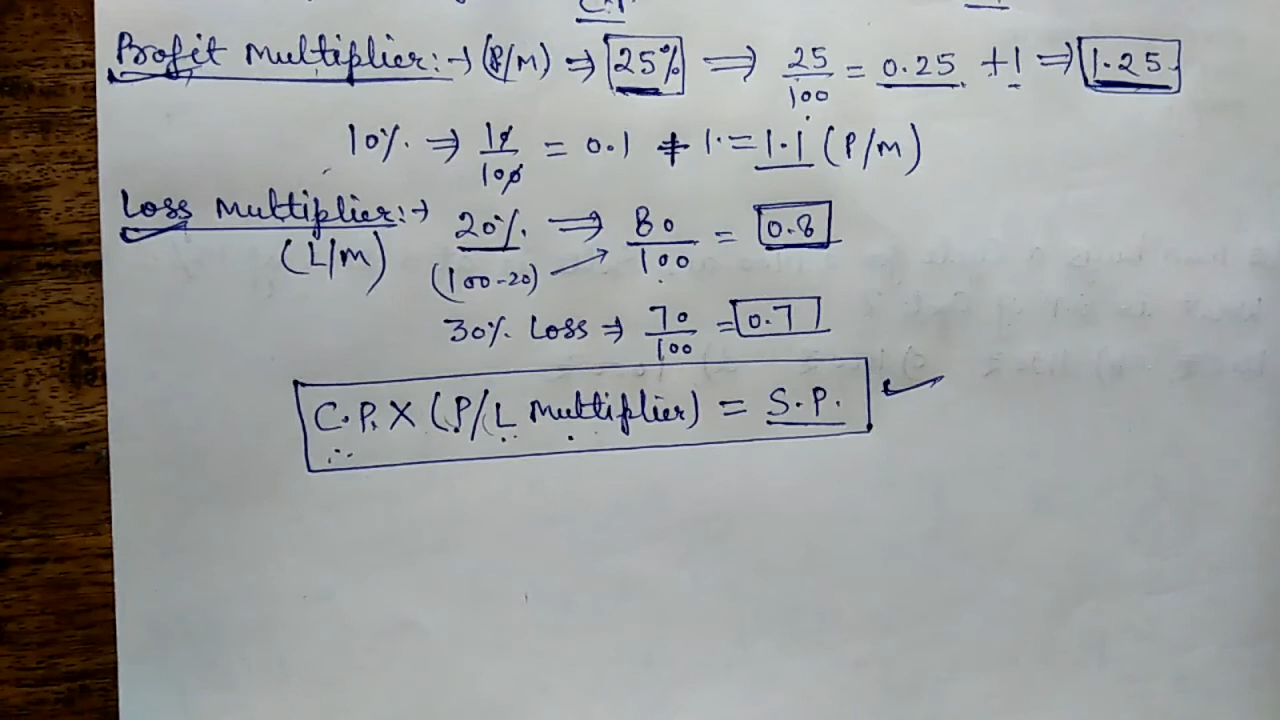 C.P.
Profit Multiplier:→ (P/M) ⇒ 25% ⇒ 25/100 = 0.25 +1 ⇒ 1.25
10% ⇒ 10/100 = 0.1 + 1 = 1.1 (P/M)
Loss Multiplier:→ 20% ⇒ 80/100 = 0.8
(L/M) (100-20)
30% Loss ⇒ 70/100 = 0.7
C.P. X (P/L Multiplier) = S.P.